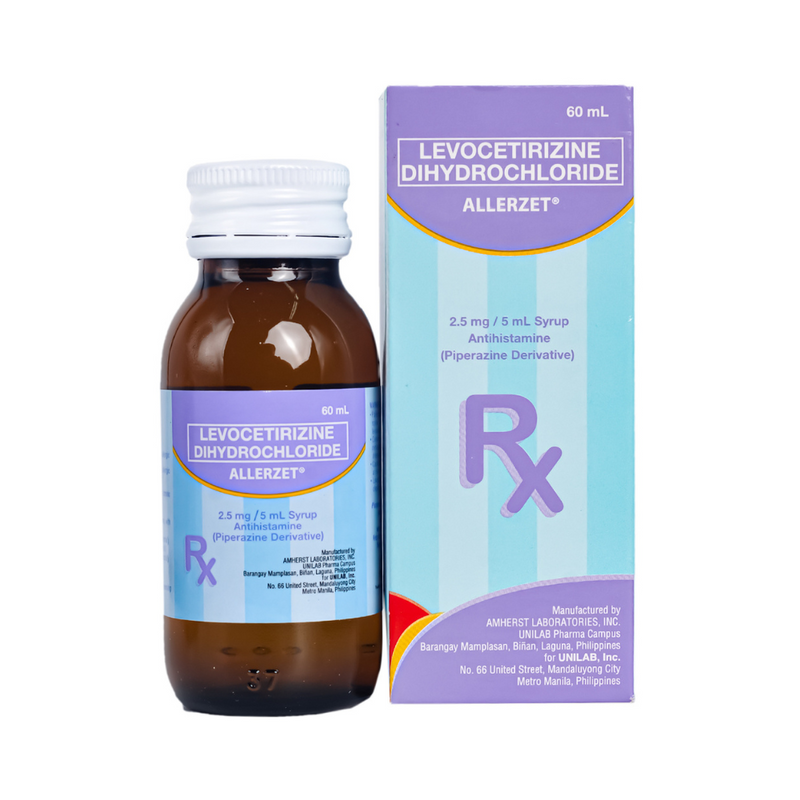 60 mL
LEVOCETIRIZINE
DIHYDROCHLORIDE
ALLERZET®
2.5 mg / 5 mL Syrup
Antihistamine
(Piperazine Derivative)
Rx
Manufactured by
AMHERST LABORATORIES, INC.
UNILAB Pharma Campus
Barangay Mamplasan, Biñan, Laguna, Philippines
for UNILAB, Inc.
No. 66 United Street, Mandaluyong City
Metro Manila, Philippines
37
60 mL
LEVOCETIRIZINE
DIHYDROCHLORIDE
ALLERZET®
2.5 mg / 5 mL Syrup
Antihistamine
(Piperazine Derivative)
Rx
Manufactured by
AMHERST LABORATORIES, INC.
UNILAB Pharma Campus
Barangay Mamplasan, Biñan, Laguna, Philippines
for UNILAB, Inc.
No. 66 United Street, Mandaluyong City
Metro Manila, Philippines